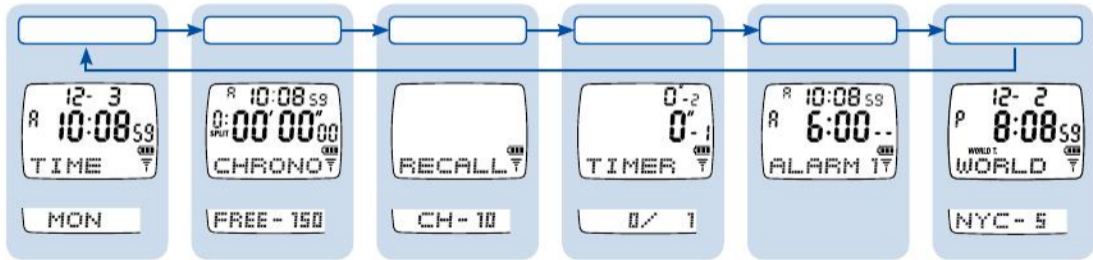 12- 3
A 10:08 59
TIME
MON
A 10:08 59
0: 00'00"00
SPLIT
CHRONO
FREE-150
RECALL
CH-10
0'-2
0"-1
TIMER
0/ 1
A 10:08 59
A 6:00--
ALARM 1
12- 2
P 8:08 59
WORLD T.
WORLD
NYC-5